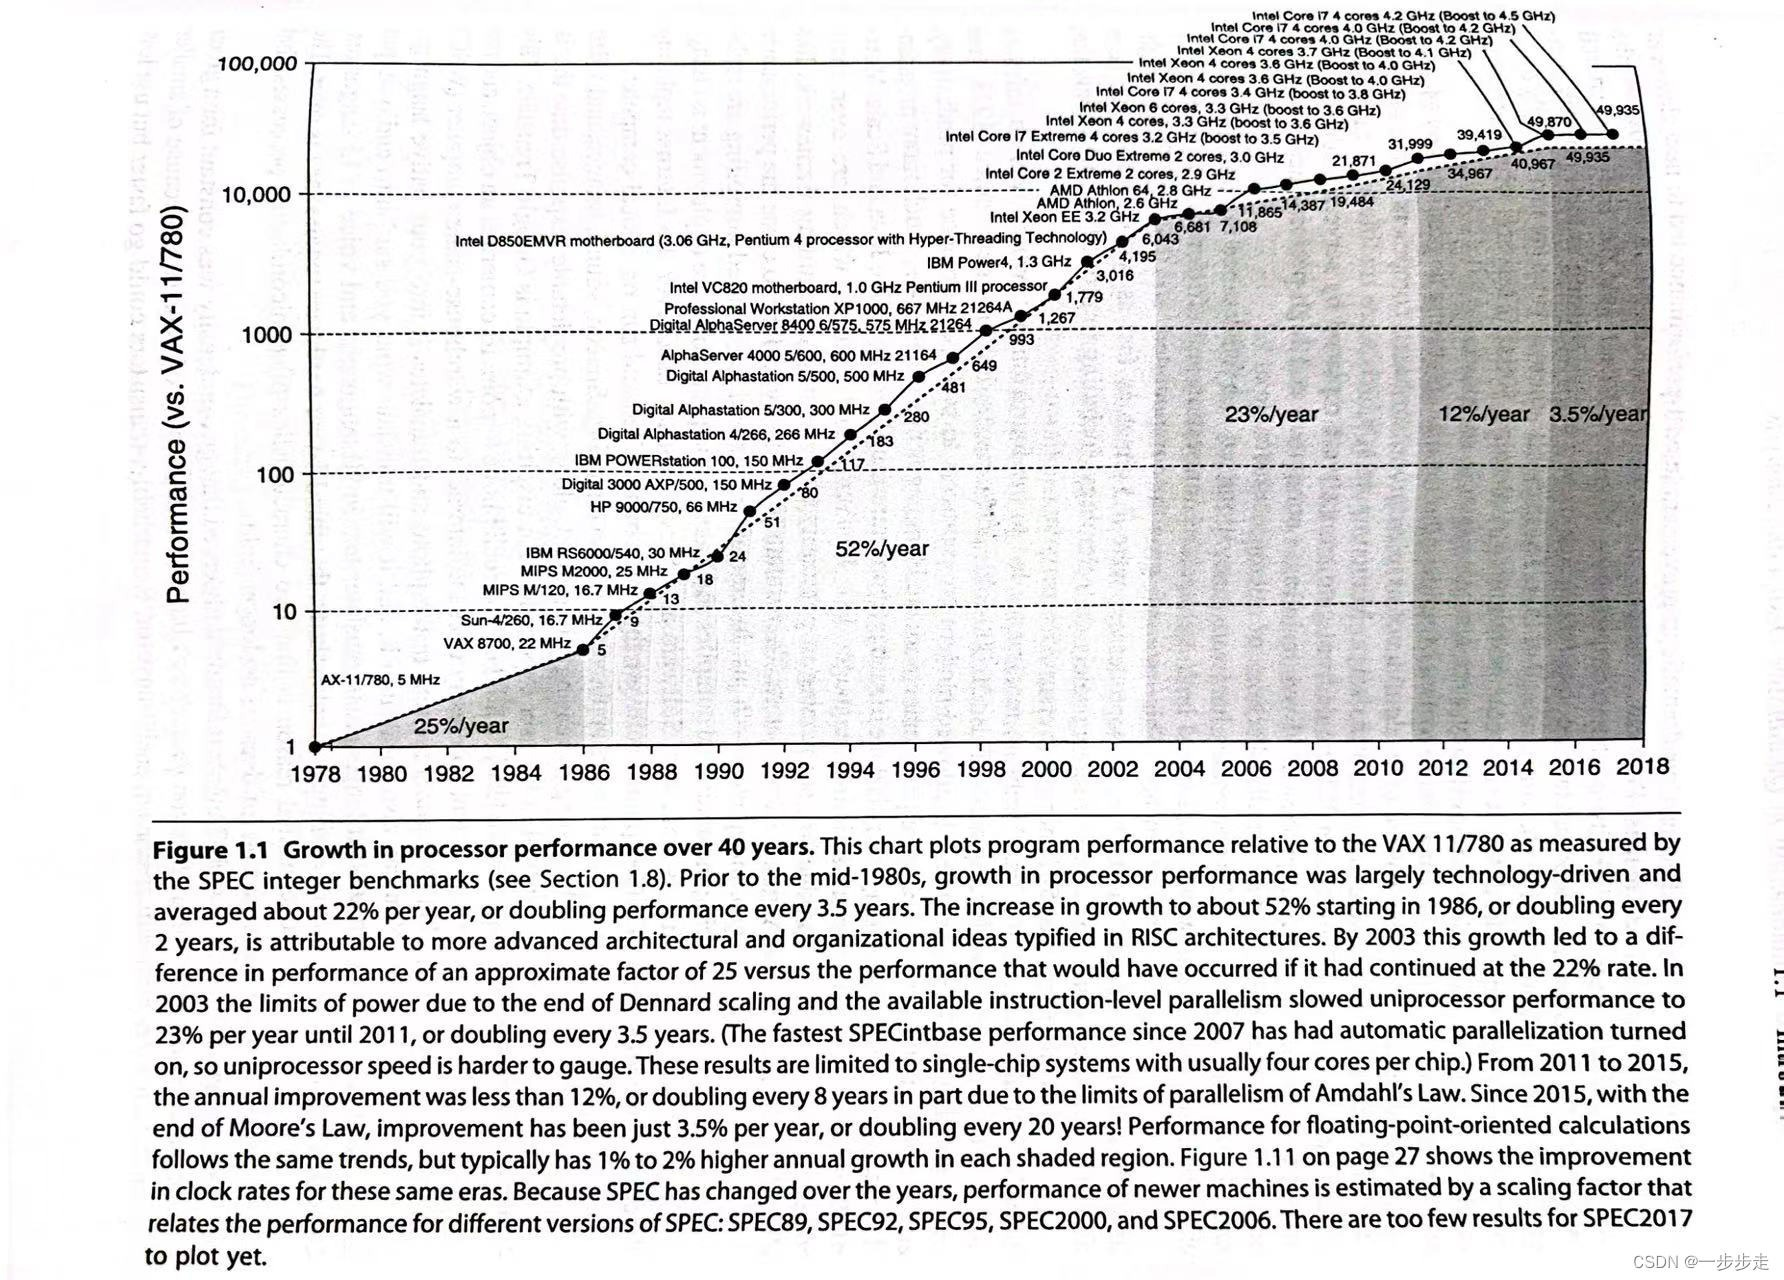 Intel Core i7 4 cores 4.2 GHz (Boost to 4.5 GHz)
Intel Core i7 4 cores 4.0 GHz (Boost to 4.2 GHz)
Intel Core i7 4 cores 4.0 GHz (Boost to 4.2 GHz)
Intel Xeon 4 cores 3.7 GHz (Boost to 4.1 GHz)
Intel Xeon 4 cores 3.6 GHz (Boost to 4.0 GHz)
Intel Xeon 4 cores 3.6 GHz (Boost to 4.0 GHz)
Intel Core i7 4 cores 3.4 GHz (boost to 3.8 GHz)
Intel Xeon 6 cores, 3.3 GHz (boost to 3.6 GHz)
Intel Xeon 4 cores, 3.3 GHz (boost to 3.6 GHz)
Intel Core i7 Extreme 4 cores 3.2 GHz (boost to 3.5 GHz)
Intel Core Duo Extreme 2 cores, 3.0 GHz
Intel Core 2 Extreme 2 cores, 2.9 GHz
AMD Athlon 64, 2.8 GHz
AMD Athlon, 2.6 GHz
Intel Xeon EE 3.2 GHz
Intel D850EMVR motherboard (3.06 GHz, Pentium 4 processor with Hyper-Threading Technology)
IBM Power4, 1.3 GHz
Intel VC820 motherboard, 1.0 GHz Pentium III processor
Professional Workstation XP1000, 667 MHz 21264A
Digital AlphaServer 8400 6/575, 575 MHz 21264
AlphaServer 4000 5/600, 600 MHz 21164
Digital Alphastation 5/500, 500 MHz
Digital Alphastation 5/300, 300 MHz
Digital Alphastation 4/266, 266 MHz
IBM POWERstation 100, 150 MHz
Digital 3000 AXP/500, 150 MHz
HP 9000/750, 66 MHz
IBM RS6000/540, 30 MHz
MIPS M2000, 25 MHz
MIPS M/120, 16.7 MHz
Sun-4/260, 16.7 MHz
VAX 8700, 22 MHz
AX-11/780, 5 MHz
49,935
49,870
49,935
39,419
40,967
31,999
34,967
21,871
24,129
19,484
14,387
11,865
7,108
6,681
6,043
4,195
3,016
1,779
1,267
993
649
481
280
183
117
80
51
24
18
13
9
5
100,000
10,000
1000
100
10
1
Performance (vs. VAX-11/780)
25%/year
52%/year
23%/year
12%/year
3.5%/year
1978 1980 1982 1984 1986 1988 1990 1992 1994 1996 1998 2000 2002 2004 2006 2008 2010 2012 2014 2016 2018
Figure 1.1 Growth in processor performance over 40 years. This chart plots program performance relative to the VAX 11/780 as measured by
the SPEC integer benchmarks (see Section 1.8). Prior to the mid-1980s, growth in processor performance was largely technology-driven and
averaged about 22% per year, or doubling performance every 3.5 years. The increase in growth to about 52% starting in 1986, or doubling every
2 years, is attributable to more advanced architectural and organizational ideas typified in RISC architectures. By 2003 this growth led to a dif-
ference in performance of an approximate factor of 25 versus the performance that would have occurred if it had continued at the 22% rate. In
2003 the limits of power due to the end of Dennard scaling and the available instruction-level parallelism slowed uniprocessor performance to
23% per year until 2011, or doubling every 3.5 years. (The fastest SPECintbase performance since 2007 has had automatic parallelization turned
on, so uniprocessor speed is harder to gauge. These results are limited to single-chip systems with usually four cores per chip.) From 2011 to 2015,
the annual improvement was less than 12%, or doubling every 8 years in part due to the limits of parallelism of Amdahl's Law. Since 2015, with the
end of Moore's Law, improvement has been just 3.5% per year, or doubling every 20 years! Performance for floating-point-oriented calculations
follows the same trends, but typically has 1% to 2% higher annual growth in each shaded region. Figure 1.11 on page 27 shows the improvement
in clock rates for these same eras. Because SPEC has changed over the years, performance of newer machines is estimated by a scaling factor that
relates the performance for different versions of SPEC: SPEC89, SPEC92, SPEC95, SPEC2000, and SPEC2006. There are too few results for SPEC2017
to plot yet.
CSDN @一步步走